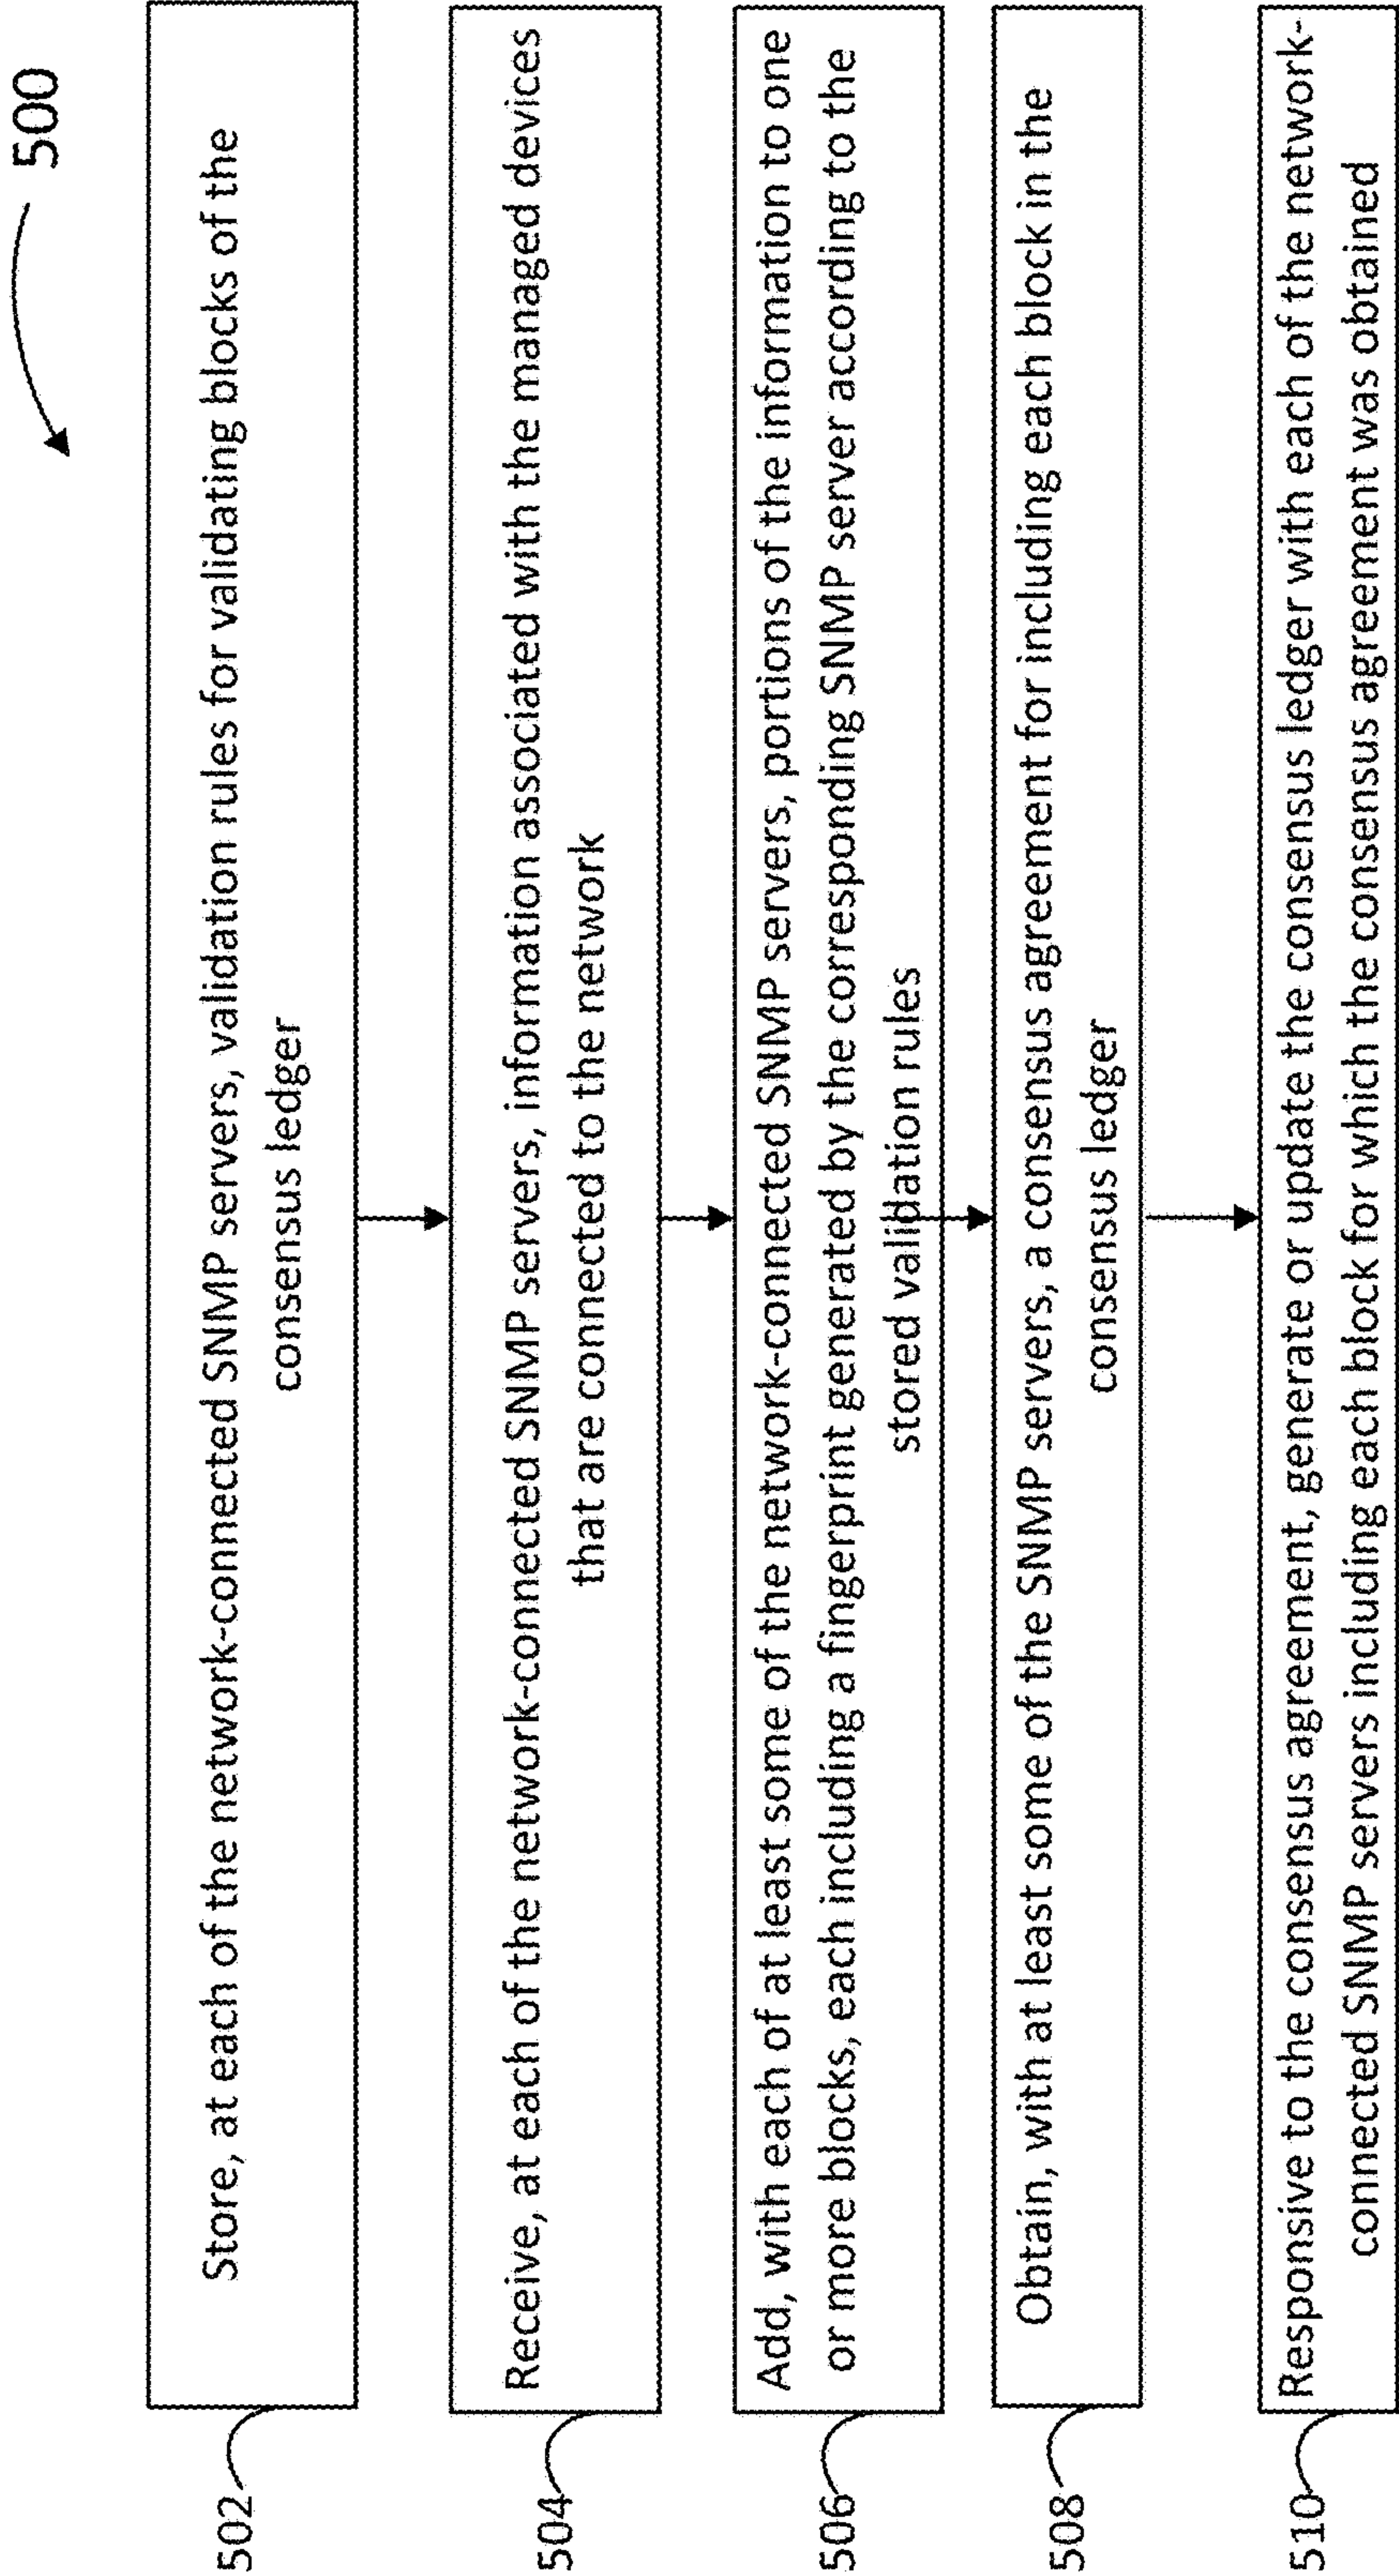 500
502
Store, at each of the network-connected SNMP servers, validation rules for validating blocks of the
consensus ledger
504
Receive, at each of the network-connected SNMP servers, information associated with the managed devices
that are connected to the network
506
Add, with each of at least some of the network-connected SNMP servers, portions of the information to one
or more blocks, each including a fingerprint generated by the corresponding SNMP server according to the
stored validation rules
508
Obtain, with at least some of the SNMP servers, a consensus agreement for including each block in the
consensus ledger
510
Responsive to the consensus agreement, generate or update the consensus ledger with each of the network-
connected SNMP servers including each block for which the consensus agreement was obtained